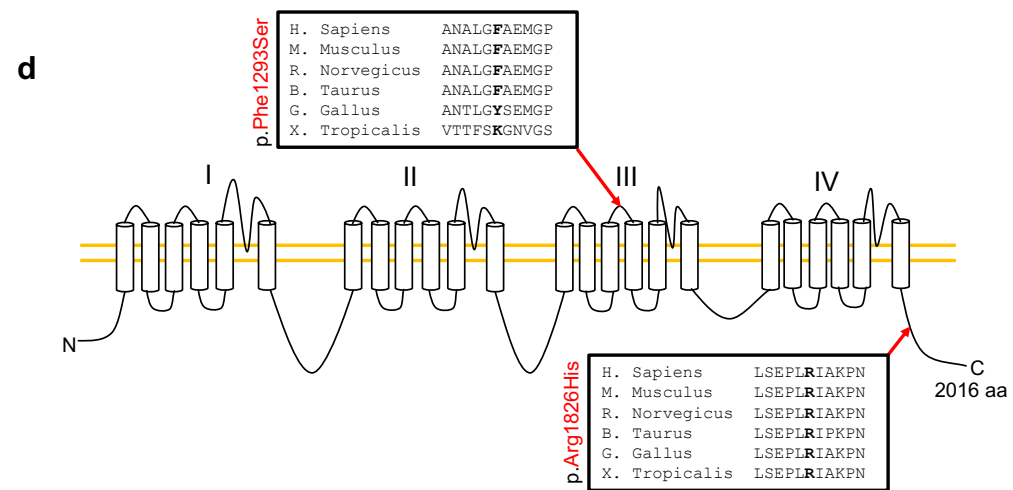 d
p.Phe1293Ser
H. Sapiens ANALGFAEMGP
M. Musculus ANALGFAEMGP
R. Norvegicus ANALGFAEMGP
B. Taurus ANALGFAEMGP
G. Gallus ANTLGYSEMGP
X. Tropicalis VTTFSKGNVGS
I II III IV
N
C
2016 aa
p.Arg1826His
H. Sapiens LSEPLRIAKPN
M. Musculus LSEPLRIAKPN
R. Norvegicus LSEPLRIAKPN
B. Taurus LSEPLRIPKPN
G. Gallus LSEPLRIAKPN
X. Tropicalis LSEPLRIAKPN